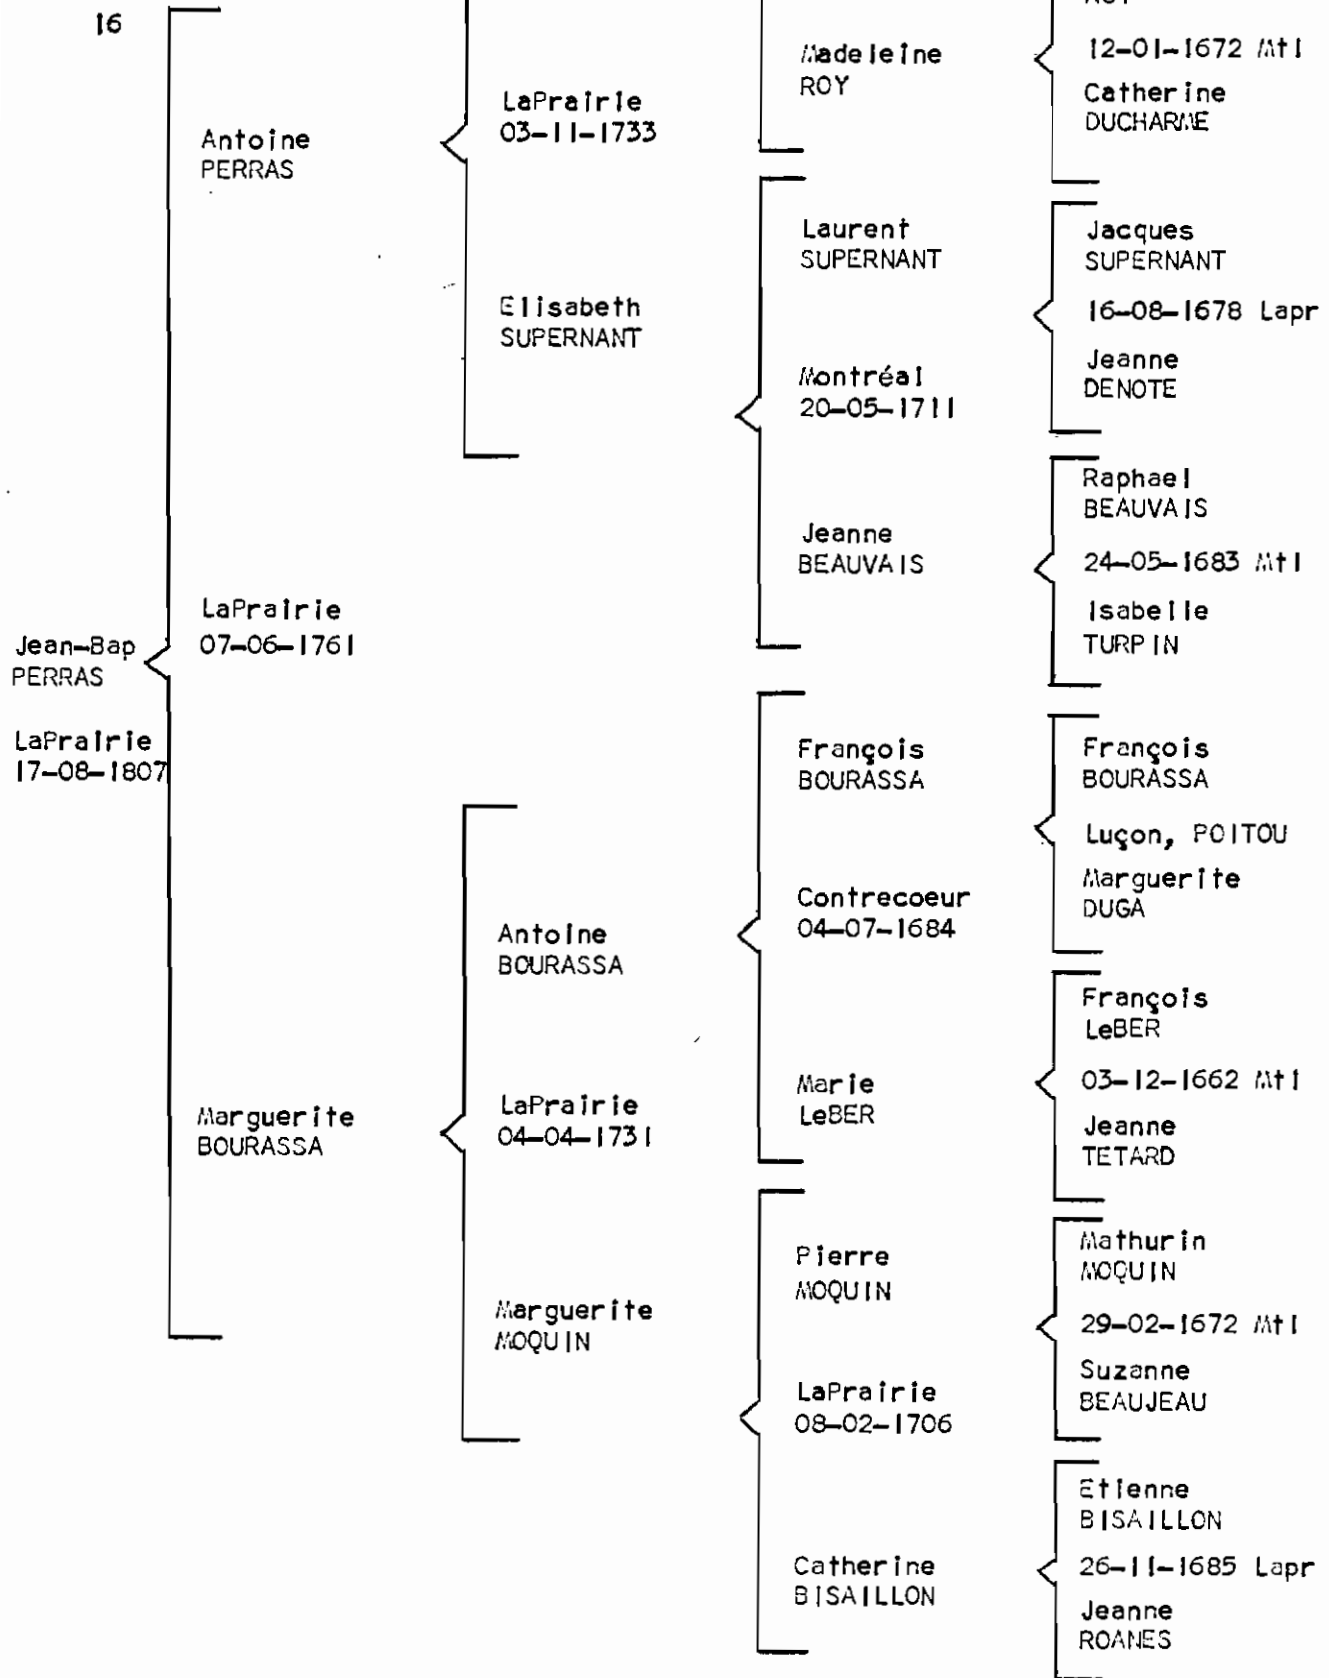 16
Jean-Bap
PERRAS
LaPrairie
17-08-1807
Antoine
PERRAS
LaPrairie
07-06-1761
Marguerite
BOURASSA
LaPrairie
03-11-1733
Elisabeth
SUPERNANT
Antoine
BOURASSA
LaPrairie
04-04-1731
Marguerite
MOQUIN
Madeleine
ROY
Laurent
SUPERNANT
Montréal
20-05-1711
Jeanne
BEAUVAIS
François
BOURASSA
Contrecoeur
04-07-1684
Marie
LeBER
Pierre
MOQUIN
LaPrairie
08-02-1706
Catherine
BISAILLON
12-01-1672 Mtl
Catherine
DUCHARME
Jacques
SUPERNANT
16-08-1678 Lapr
Jeanne
DENOTE
Raphael
BEAUVAIS
24-05-1683 Mtl
Isabelle
TURPIN
François
BOURASSA
Luçon, POITOU
Marguerite
DUGA
François
LeBER
03-12-1662 Mtl
Jeanne
TETARD
Mathurin
MOQUIN
29-02-1672 Mtl
Suzanne
BEAUJEAU
Etienne
BISAILLON
26-11-1685 Lapr
Jeanne
ROANES